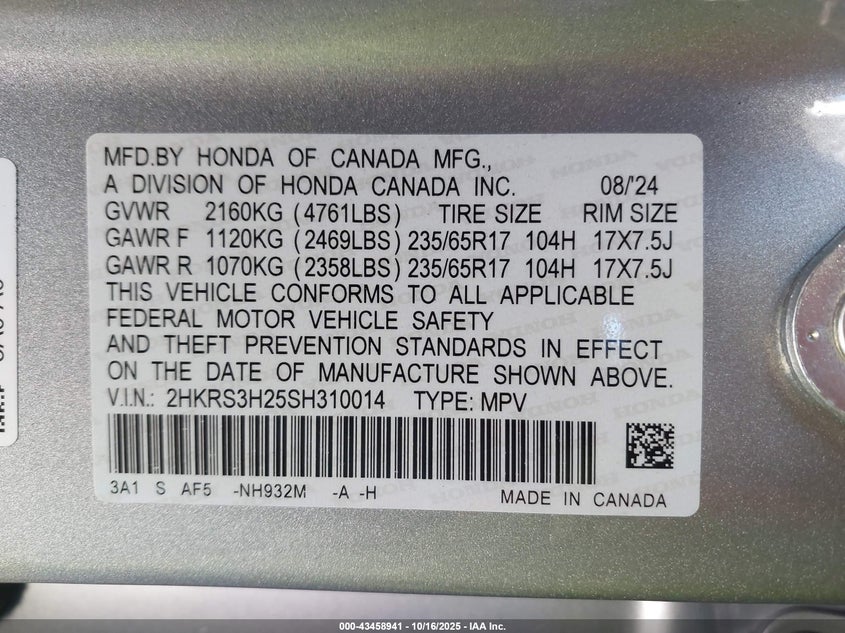 MFD.BY HONDA OF CANADA MFG.,
A DIVISION OF HONDA CANADA INC. 08/'24
GVWR 2160KG (4761LBS) TIRE SIZE RIM SIZE
GAWR F 1120KG (2469LBS) 235/65R17 104H 17X7.5J
GAWR R 1070KG (2358LBS) 235/65R17 104H 17X7.5J
THIS VEHICLE CONFORMS TO ALL APPLICABLE
FEDERAL MOTOR VEHICLE SAFETY
AND THEFT PREVENTION STANDARDS IN EFFECT
ON THE DATE OF MANUFACTURE SHOWN ABOVE.
V.I.N.: 2HKRS3H25SH310014 TYPE: MPV
3A1 S AF5 -NH932M -A -H MADE IN CANADA
000-43458941 - 10/16/2025 - IAA Inc.